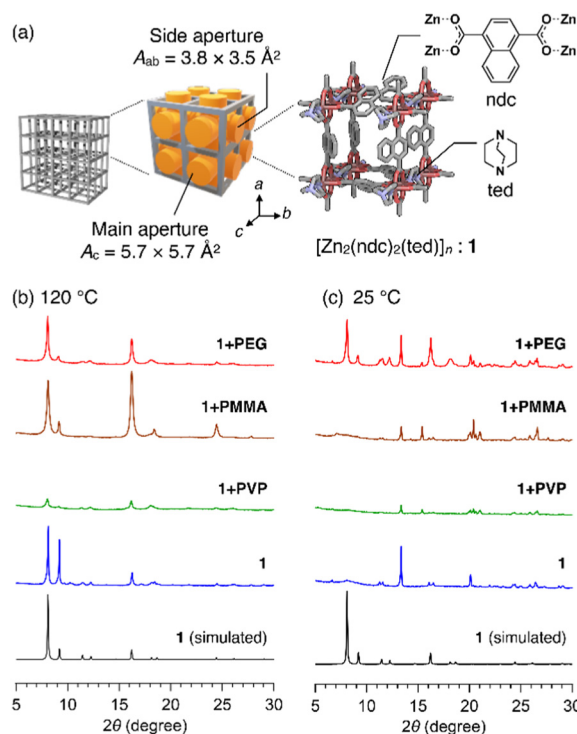 (a)
Side aperture
A_ab = 3.8 × 3.5 Å²
Main aperture
A_c = 5.7 × 5.7 Å²
a
b
c
Zn
O
O
Zn
Zn
O
O
Zn
ndc
N
N
ted
[Zn₂(ndc)₂(ted)]ₙ : 1
(b) 120 °C
1+PEG
1+PMMA
1+PVP
1
1 (simulated)
5 10 15 20 25 30
2θ (degree)
(c) 25 °C
1+PEG
1+PMMA
1+PVP
1
1 (simulated)
5 10 15 20 25 30
2θ (degree)